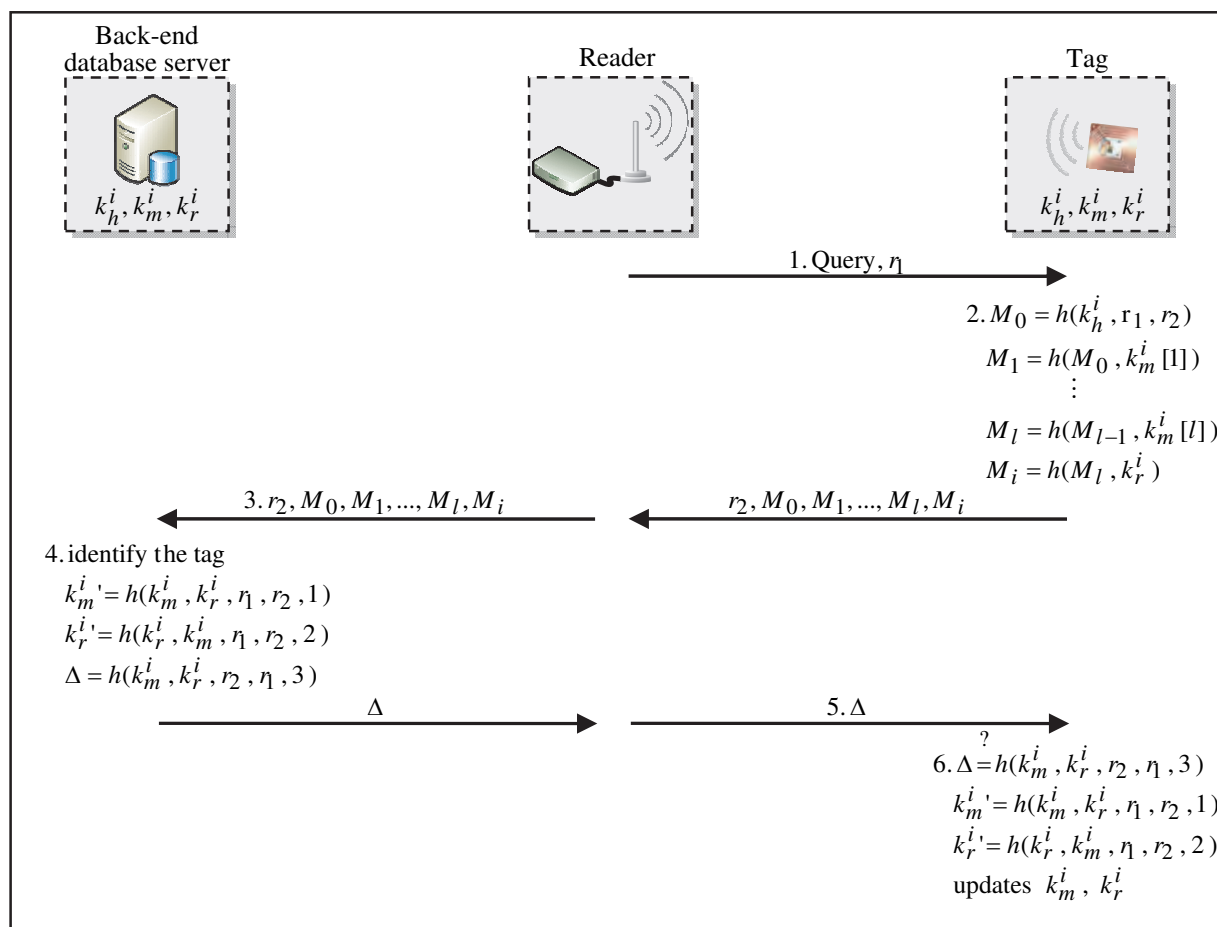 Back-end
database server
Reader
Tag
k_h^i, k_m^i, k_r^i
k_h^i, k_m^i, k_r^i
1. Query, r_1
2. M_0 = h(k_h^i, r_1, r_2)
M_1 = h(M_0, k_m^i [1])
⋮
M_l = h(M_{l-1}, k_m^i [l])
M_i = h(M_l, k_r^i)
3. r_2, M_0, M_1, ..., M_l, M_i
r_2, M_0, M_1, ..., M_l, M_i
4. identify the tag
k_m^i ' = h(k_m^i, k_r^i, r_1, r_2, 1)
k_r^i ' = h(k_r^i, k_m^i, r_1, r_2, 2)
Δ = h(k_m^i, k_r^i, r_2, r_1, 3)
Δ
5. Δ
6. Δ ?= h(k_m^i, k_r^i, r_2, r_1, 3)
k_m^i ' = h(k_m^i, k_r^i, r_1, r_2, 1)
k_r^i ' = h(k_r^i, k_m^i, r_1, r_2, 2)
updates k_m^i, k_r^i